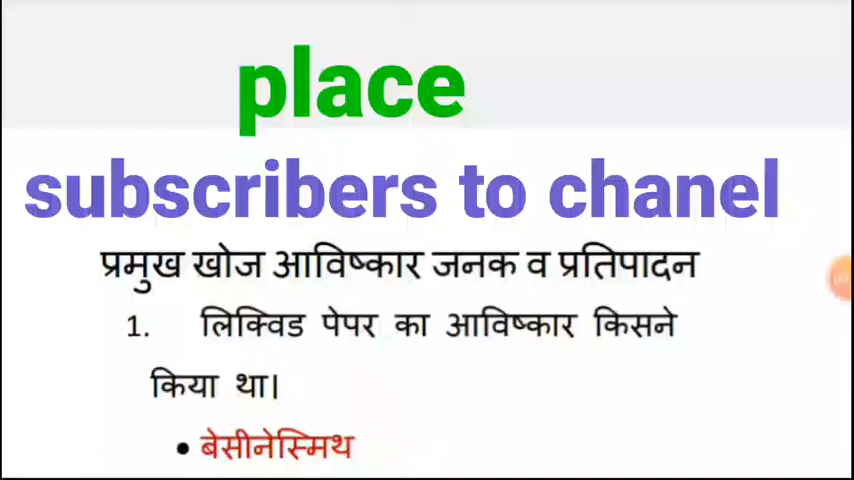 place
subscribers to chanel
प्रमुख खोज आविष्कार जनक व प्रतिपादन
1. लिक्विड पेपर का आविष्कार किसने
किया था।
• बेसीनेस्मिथ